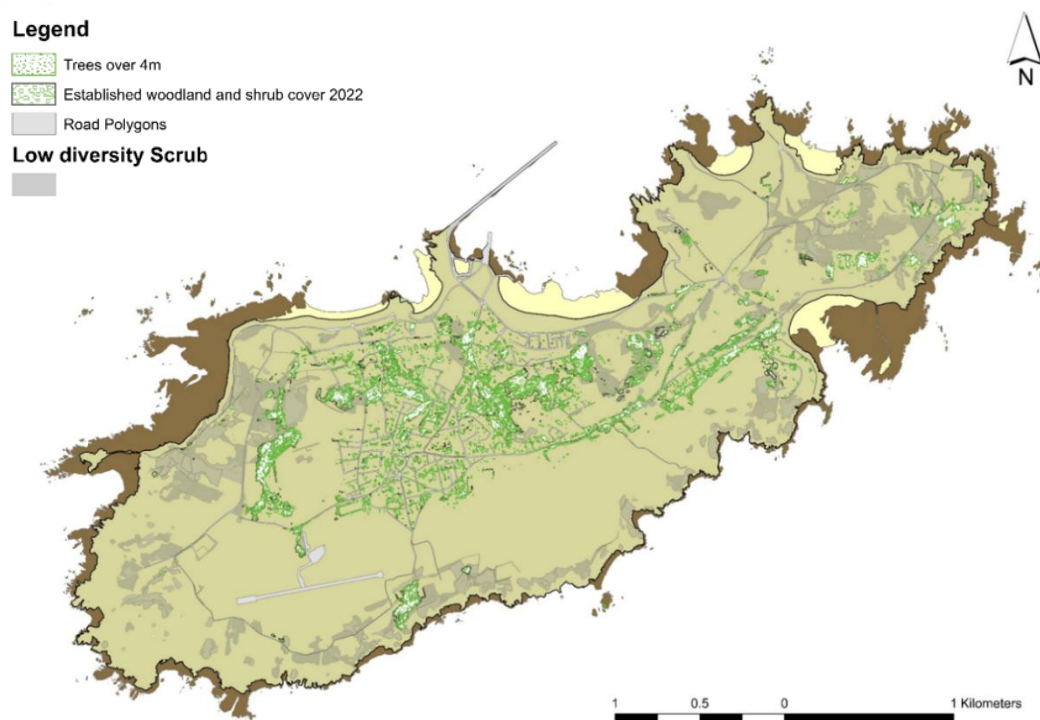 Legend
Trees over 4m
Established woodland and shrub cover 2022
Road Polygons
Low diversity Scrub
N
1 0.5 0 1 Kilometers